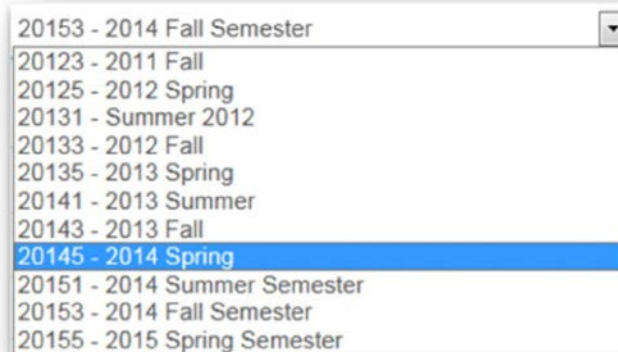 20153 - 2014 Fall Semester
20123 - 2011 Fall
20125 - 2012 Spring
20131 - Summer 2012
20133 - 2012 Fall
20135 - 2013 Spring
20141 - 2013 Summer
20143 - 2013 Fall
20145 - 2014 Spring
20151 - 2014 Summer Semester
20153 - 2014 Fall Semester
20155 - 2015 Spring Semester